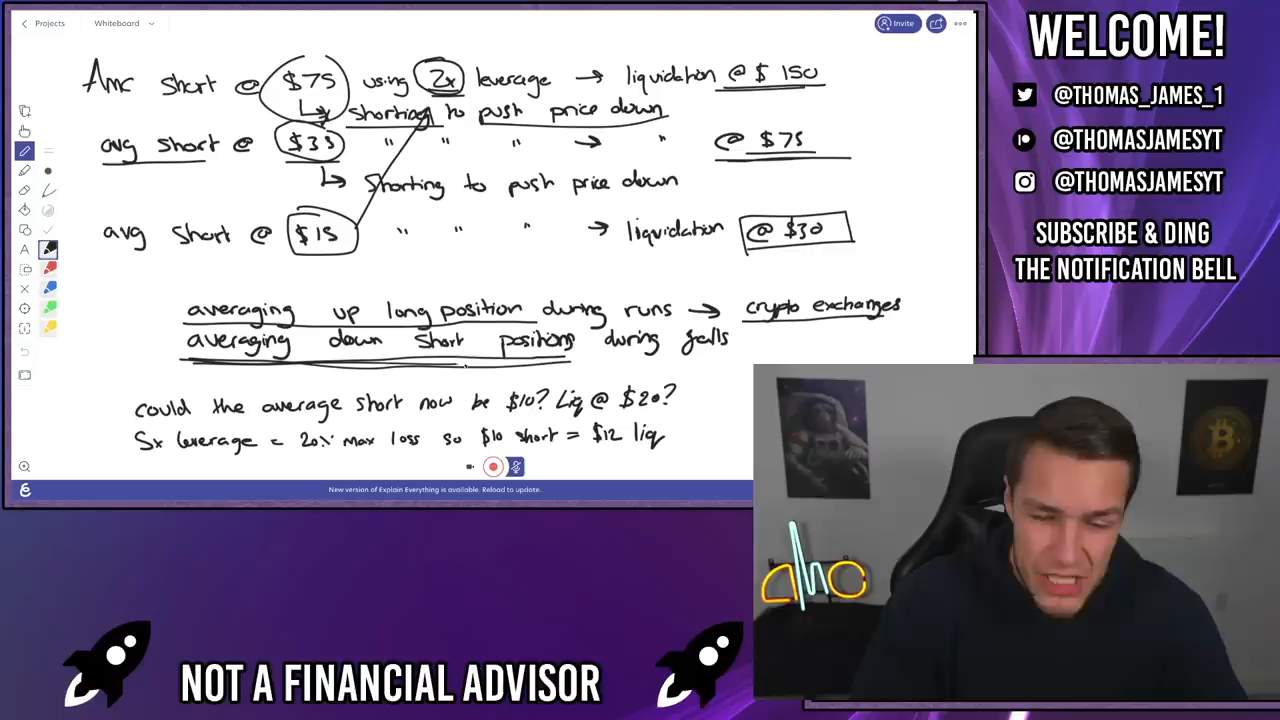 Projects
Whiteboard
Invite
Amc short @ $75 using 2x leverage → liquidation @ $ 150
↳ shorting to push price down
avg short @ $35 " " → " @ $75
↳ Shorting to push price down
avg short @ $15 " " " → liquidation @ $30
averaging up long position during runs → crypto exchanges
averaging down short positions during falls
could the average short now be $10? Liq @ $20?
5x leverage = 20% max loss so $10 short = $12 liq
New version of Explain Everything is available. Reload to update.
WELCOME!
@THOMAS_JAMES_1
@THOMASJAMESYT
@THOMASJAMESYT
SUBSCRIBE & DING
THE NOTIFICATION BELL
NOT A FINANCIAL ADVISOR